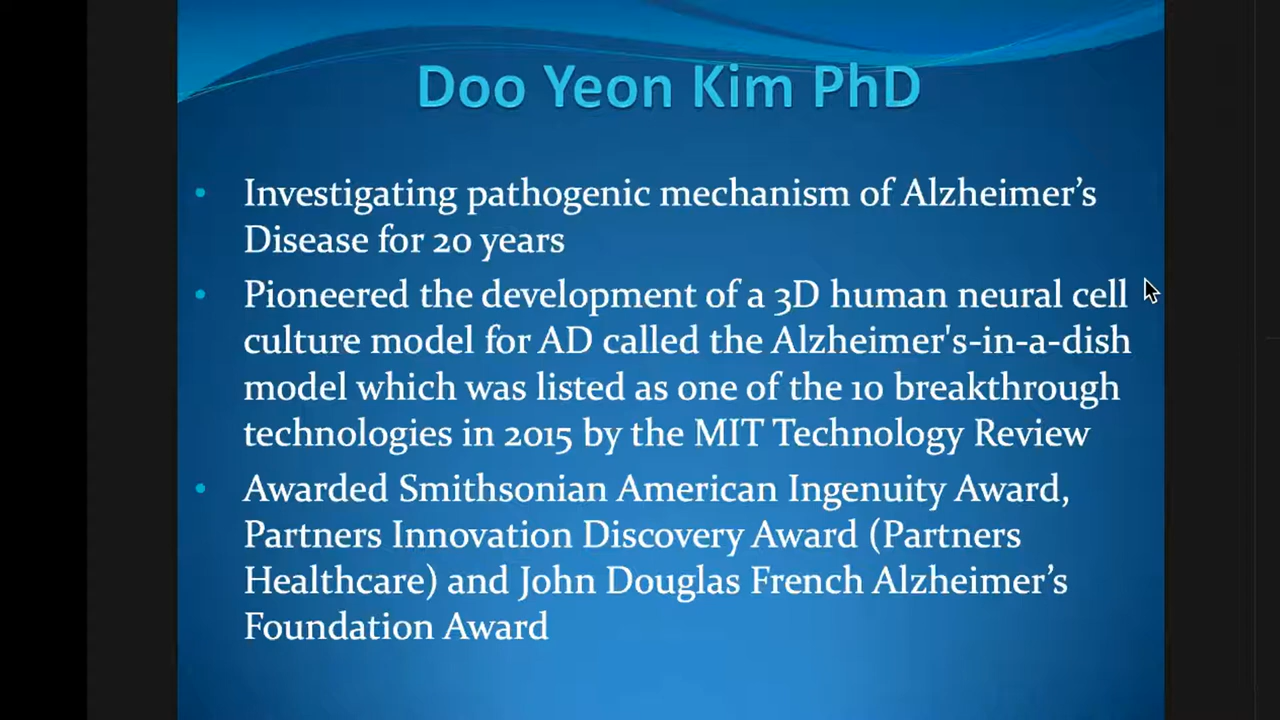 Doo Yeon Kim PhD
• Investigating pathogenic mechanism of Alzheimer’s
Disease for 20 years
• Pioneered the development of a 3D human neural cell
culture model for AD called the Alzheimer's-in-a-dish
model which was listed as one of the 10 breakthrough
technologies in 2015 by the MIT Technology Review
• Awarded Smithsonian American Ingenuity Award,
Partners Innovation Discovery Award (Partners
Healthcare) and John Douglas French Alzheimer’s
Foundation Award